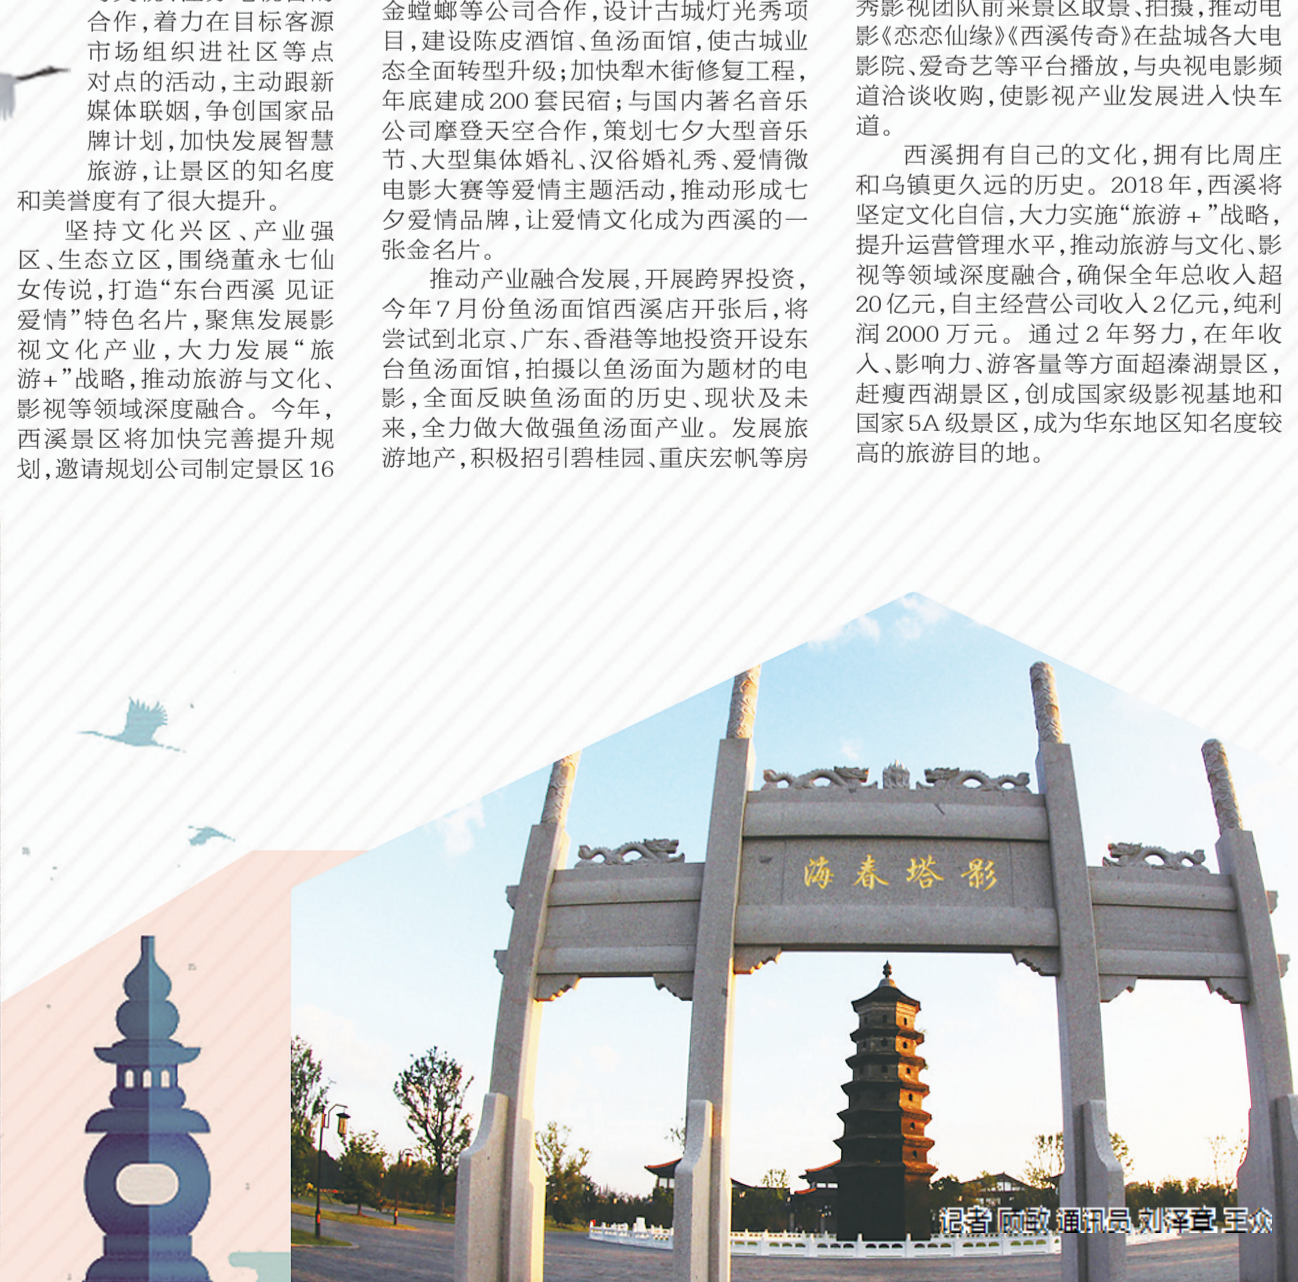 合作，着力在目标客源
市场组织进社区等点
对点的活动，主动跟新
媒体联姻，争创国家品
牌计划，加快发展智慧
旅游，让景区的知名度
和美誉度有了很大提升。
坚持文化兴区、产业强
区、生态立区，围绕董永七仙
女传说，打造“东台西溪 见证
爱情”特色名片，聚焦发展影
视文化产业，大力发展“旅
游+”战略，推动旅游与文化、
影视等领域深度融合。今年，
西溪景区将加快完善提升规
划，邀请规划公司制定景区16
金螳螂等公司合作，设计古城灯光秀项
目，建设陈皮酒馆、鱼汤面馆，使古城业
态全面转型升级；加快犁木街修复工程，
年底建成200套民宿；与国内著名音乐
公司摩登天空合作，策划七夕大型音乐
节、大型集体婚礼、汉俗婚礼秀、爱情微
电影大赛等爱情主题活动，推动形成七
夕爱情品牌，让爱情文化成为西溪的一
张金名片。
推动产业融合发展，开展跨界投资，
今年7月份鱼汤面馆西溪店开张后，将
尝试到北京、广东、香港等地投资开设东
台鱼汤面馆，拍摄以鱼汤面为题材的电
影，全面反映鱼汤面的历史、现状及未
来，全力做大做强鱼汤面产业。发展旅
游地产，积极招引碧桂园、重庆宏帆等房
秀影视团队前来景区取景、拍摄，推动电
影《恋恋仙缘》《西溪传奇》在盐城各大电
影院、爱奇艺等平台播放，与央视电影频
道洽谈收购，使影视产业发展进入快车
道。
西溪拥有自己的文化，拥有比周庄
和乌镇更久远的历史。2018年，西溪将
坚定文化自信，大力实施“旅游+”战略，
提升运营管理水平，推动旅游与文化、影
视等领域深度融合，确保全年总收入超
20亿元，自主经营公司收入2亿元，纯利
润2000万元。通过2年努力，在年收
入、影响力、游客量等方面超溱湖景区，
赶瘦西湖景区，创成国家级影视基地和
国家5A级景区，成为华东地区知名度较
高的旅游目的地。
海春塔影
记者 顾敏 通讯员 刘泽宣 王众